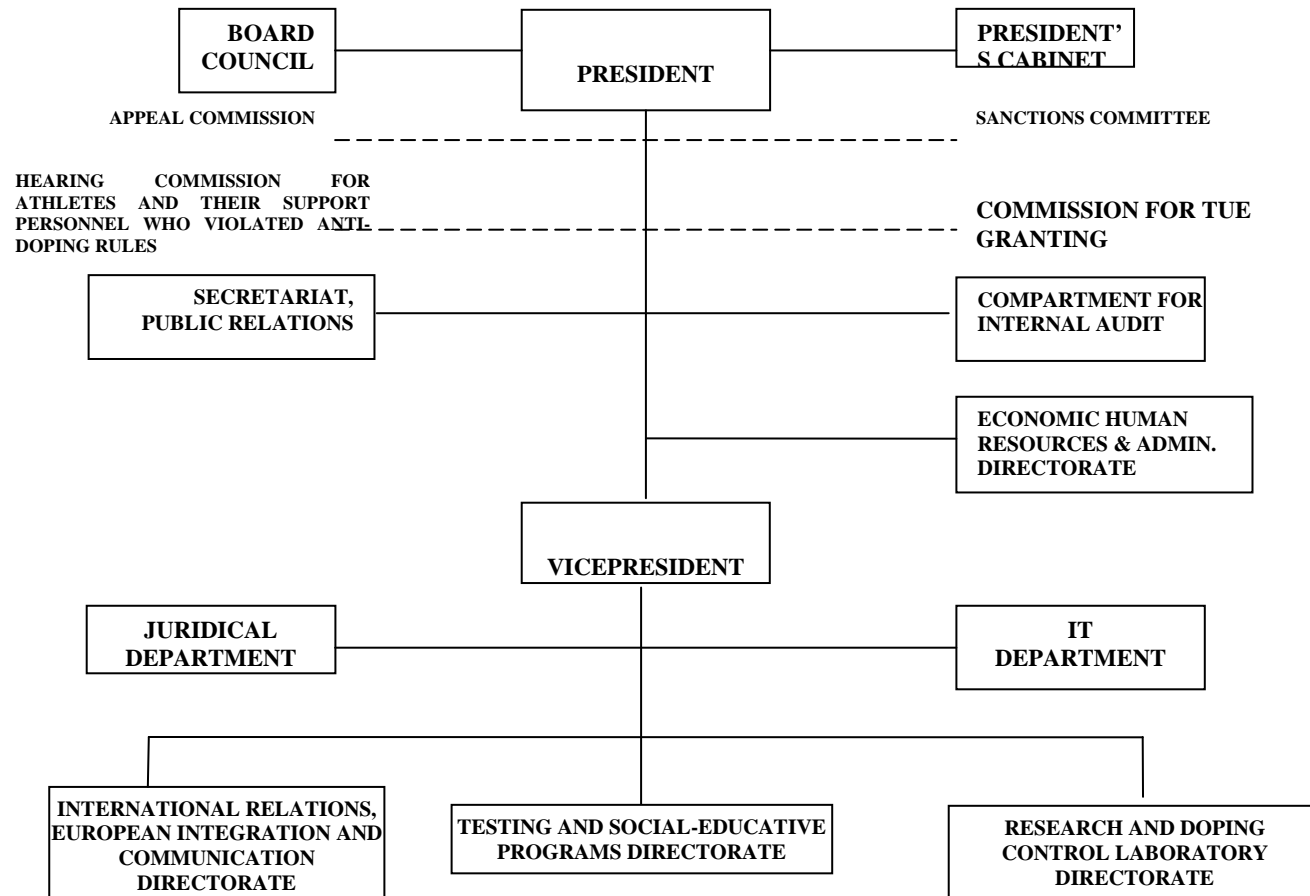 BOARD
COUNCIL
PRESIDENT
PRESIDENT’
S CABINET
APPEAL COMMISSION
SANCTIONS COMMITTEE
HEARING COMMISSION FOR
ATHLETES AND THEIR SUPPORT
PERSONNEL WHO VIOLATED ANTI-
DOPING RULES
COMMISSION FOR TUE
GRANTING
SECRETARIAT,
PUBLIC RELATIONS
COMPARTMENT FOR
INTERNAL AUDIT
ECONOMIC HUMAN
RESOURCES & ADMIN.
DIRECTORATE
VICEPRESIDENT
JURIDICAL
DEPARTMENT
IT
DEPARTMENT
INTERNATIONAL RELATIONS,
EUROPEAN INTEGRATION AND
COMMUNICATION
DIRECTORATE
TESTING AND SOCIAL-EDUCATIVE
PROGRAMS DIRECTORATE
RESEARCH AND DOPING
CONTROL LABORATORY
DIRECTORATE